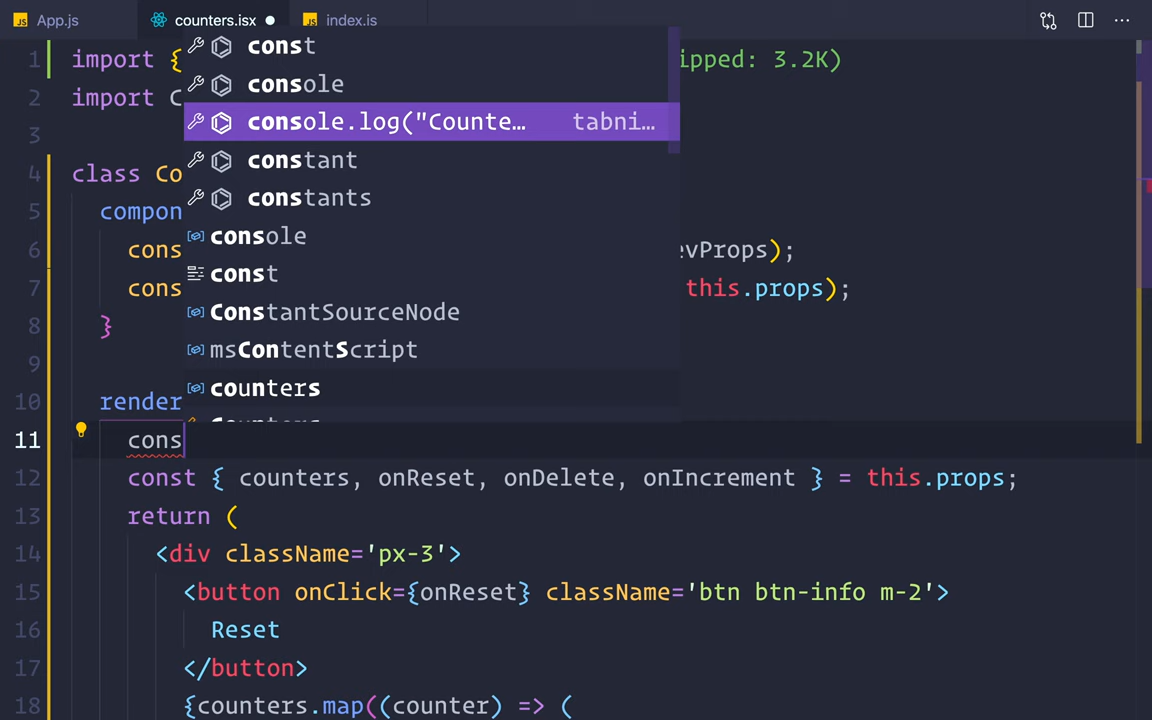 JS App.js counters.jsx JS index.js
1 import { ipped: 3.2K)
2 import C
3
4 class Co
5 compon
6 cons evProps);
7 cons this.props);
8 }
9
10 render
11 cons
12 const { counters, onReset, onDelete, onIncrement } = this.props;
13 return (
14 <div className='px-3'>
15 <button onClick={onReset} className='btn btn-info m-2'>
16 Reset
17 </button>
18 {counters.map((counter) => (
const
console
console.log("Counte… tabni…
constant
constants
console
const
ConstantSourceNode
msContentScript
counters